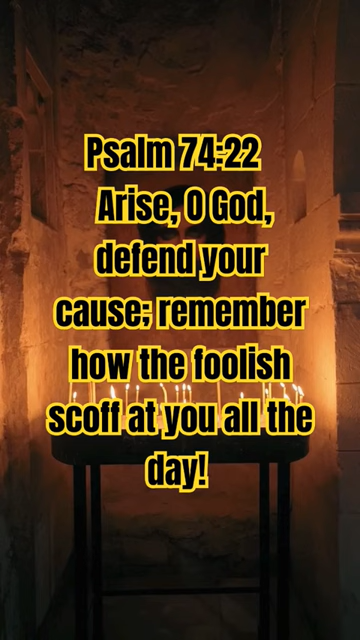 Psalm 74:22
Arise, O God,
defend your
cause; remember
how the foolish
scoff at you all the
day!